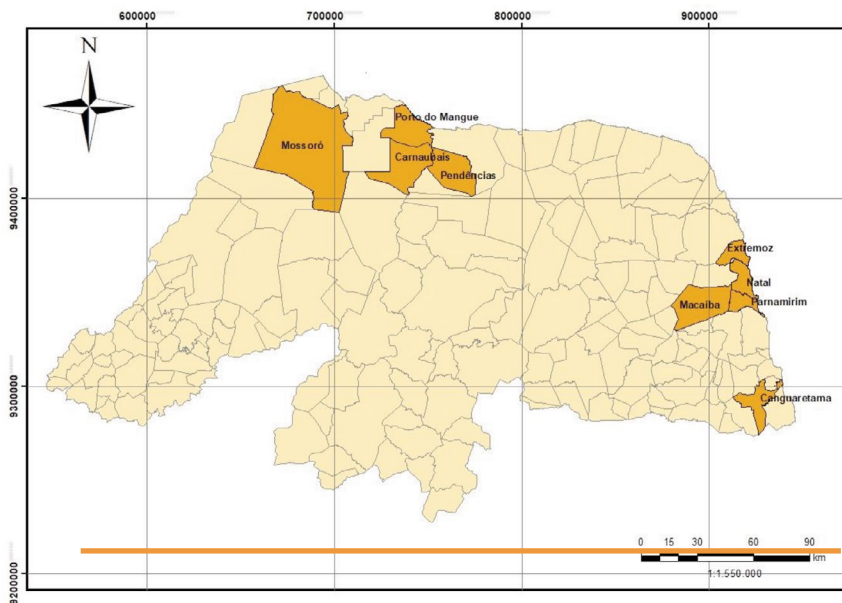 600000 700000 800000 900000
N
Porto do Mangue
Mossoró
Carnaubais
Pendências
9400000
Extremoz
Natal
Macaíba
Parnamirim
9300000
Canguaretama
0 15 30 60 90
km
1:1.550.000
9200000